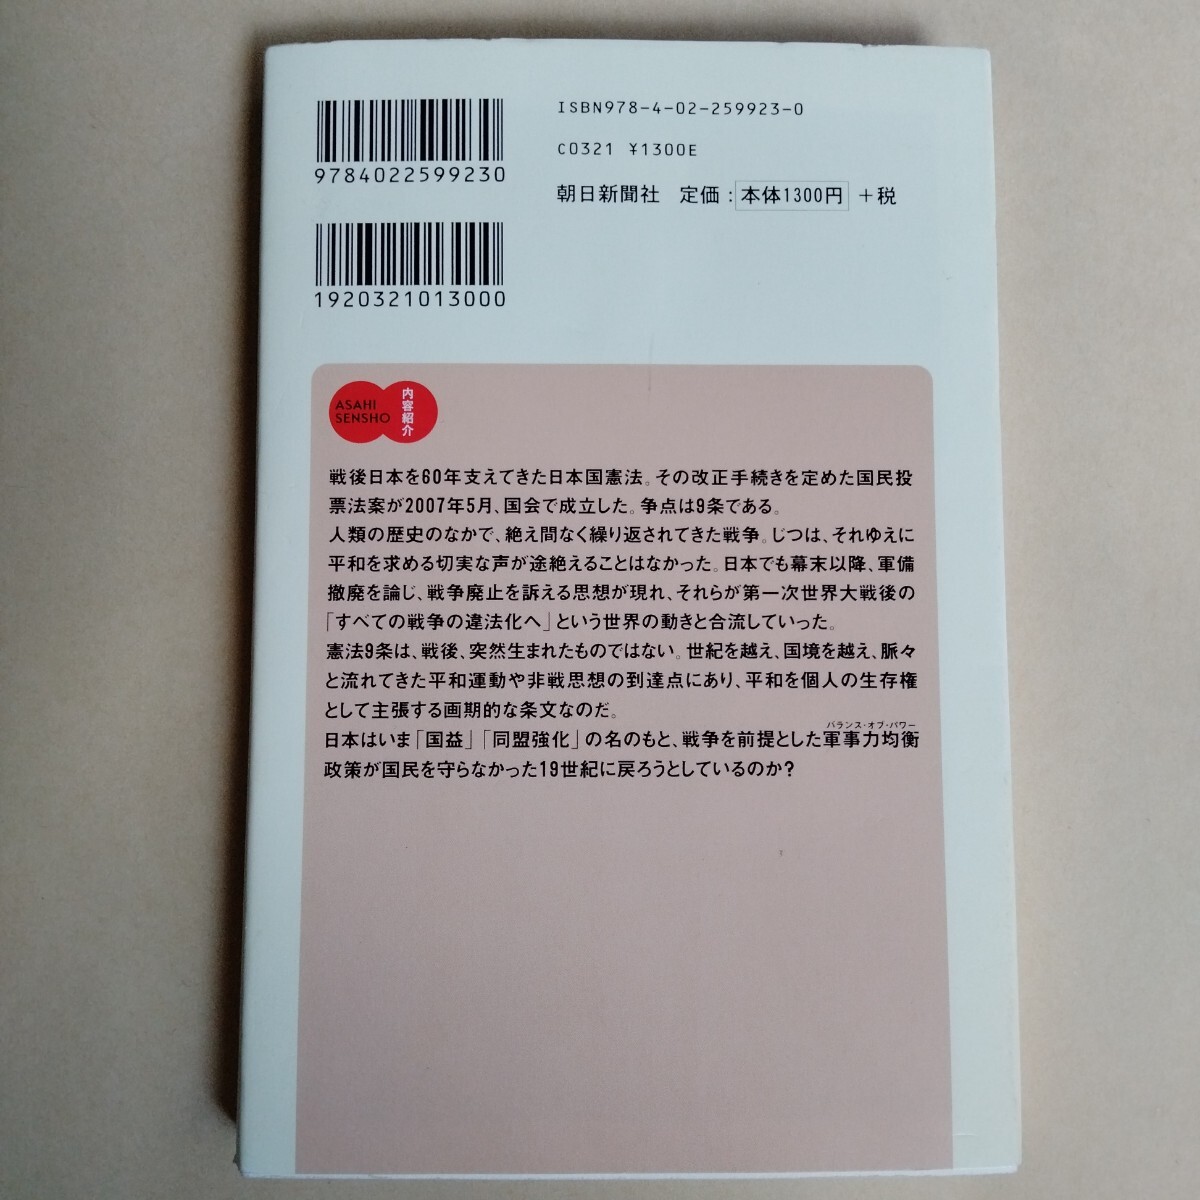 ISBN978-4-02-259923-0
C0321 ¥1300E
朝日新聞社 定価:本体1300円+税
9784022599230
1920321013000
ASAHI
SENSHO
内容紹介
戦後日本を60年支えてきた日本国憲法。その改正手続きを定めた国民投
票法案が2007年5月、国会で成立した。争点は9条である。
人類の歴史のなかで、絶え間なく繰り返されてきた戦争。じつは、それゆえに
平和を求める切実な声が途絶えることはなかった。日本でも幕末以降、軍備
撤廃を論じ、戦争廃止を訴える思想が現れ、それらが第一次世界大戦後の
「すべての戦争の違法化へ」という世界の動きと合流していった。
憲法9条は、戦後、突然生まれたものではない。世紀を越え、国境を越え、脈々
と流れてきた平和運動や非戦思想の到達点にあり、平和を個人の生存権
として主張する画期的な条文なのだ。
バランス・オブ・パワー
日本はいま「国益」「同盟強化」の名のもと、戦争を前提とした軍事力均衡
政策が国民を守らなかった19世紀に戻ろうとしているのか?